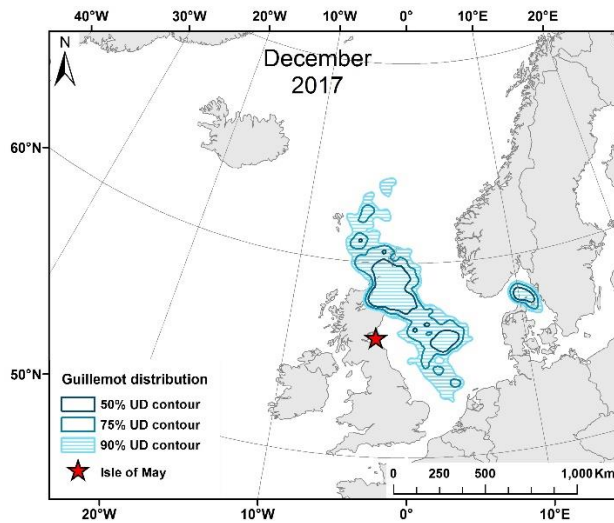 40°W 30°W 20°W 10°W 0° 10°E 20°E 30°E
N
December
2017
60°N
50°N
Guillemot distribution
50% UD contour
75% UD contour
90% UD contour
Isle of May
0 250 500 1,000 Km
20°W 10°W 0° 10°E